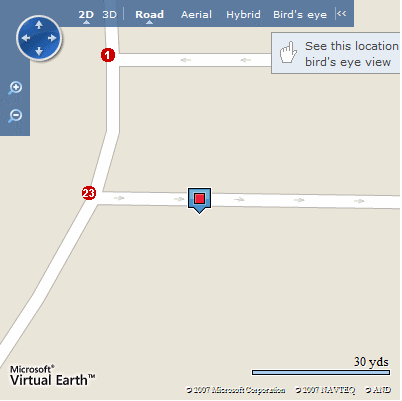 2D 3D Road Aerial Hybrid Bird's eye <<
1
See this location
bird's eye view
23
30 yds
Microsoft®
Virtual Earth™
© 2007 Microsoft Corporation © 2007 NAVTEQ © AND